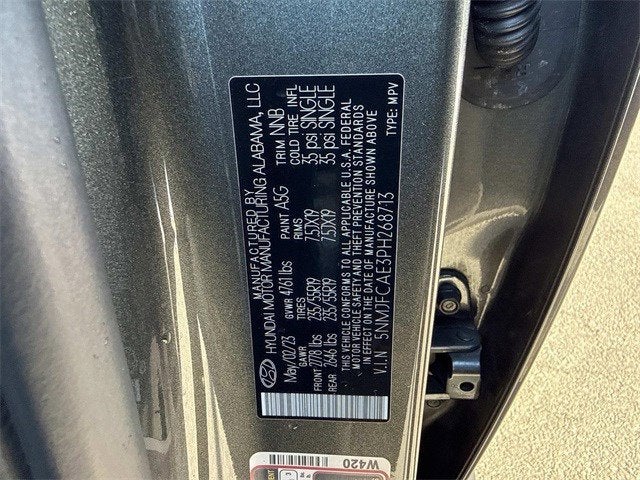 MANUFACTURED BY
HYUNDAI MOTOR MANUFACTURING ALABAMA, LLC
May/02/23 GVWR 4761 lbs PAINT A5G TRIM NNB
GAWR TIRES RIMS COLD TIRE INFL
FRONT 2778 lbs 235/55R19 7.5JX19 35 psi SINGLE
REAR 2646 lbs 235/55R19 7.5JX19 35 psi SINGLE
THIS VEHICLE CONFORMS TO ALL APPLICABLE U.S.A. FEDERAL
MOTOR VEHICLE SAFETY AND THEFT PREVENTION STANDARDS
IN EFFECT ON THE DATE OF MANUFACTURE SHOWN ABOVE
V.I.N 5NMJFCAE3PH268713 TYPE: MPV
W420